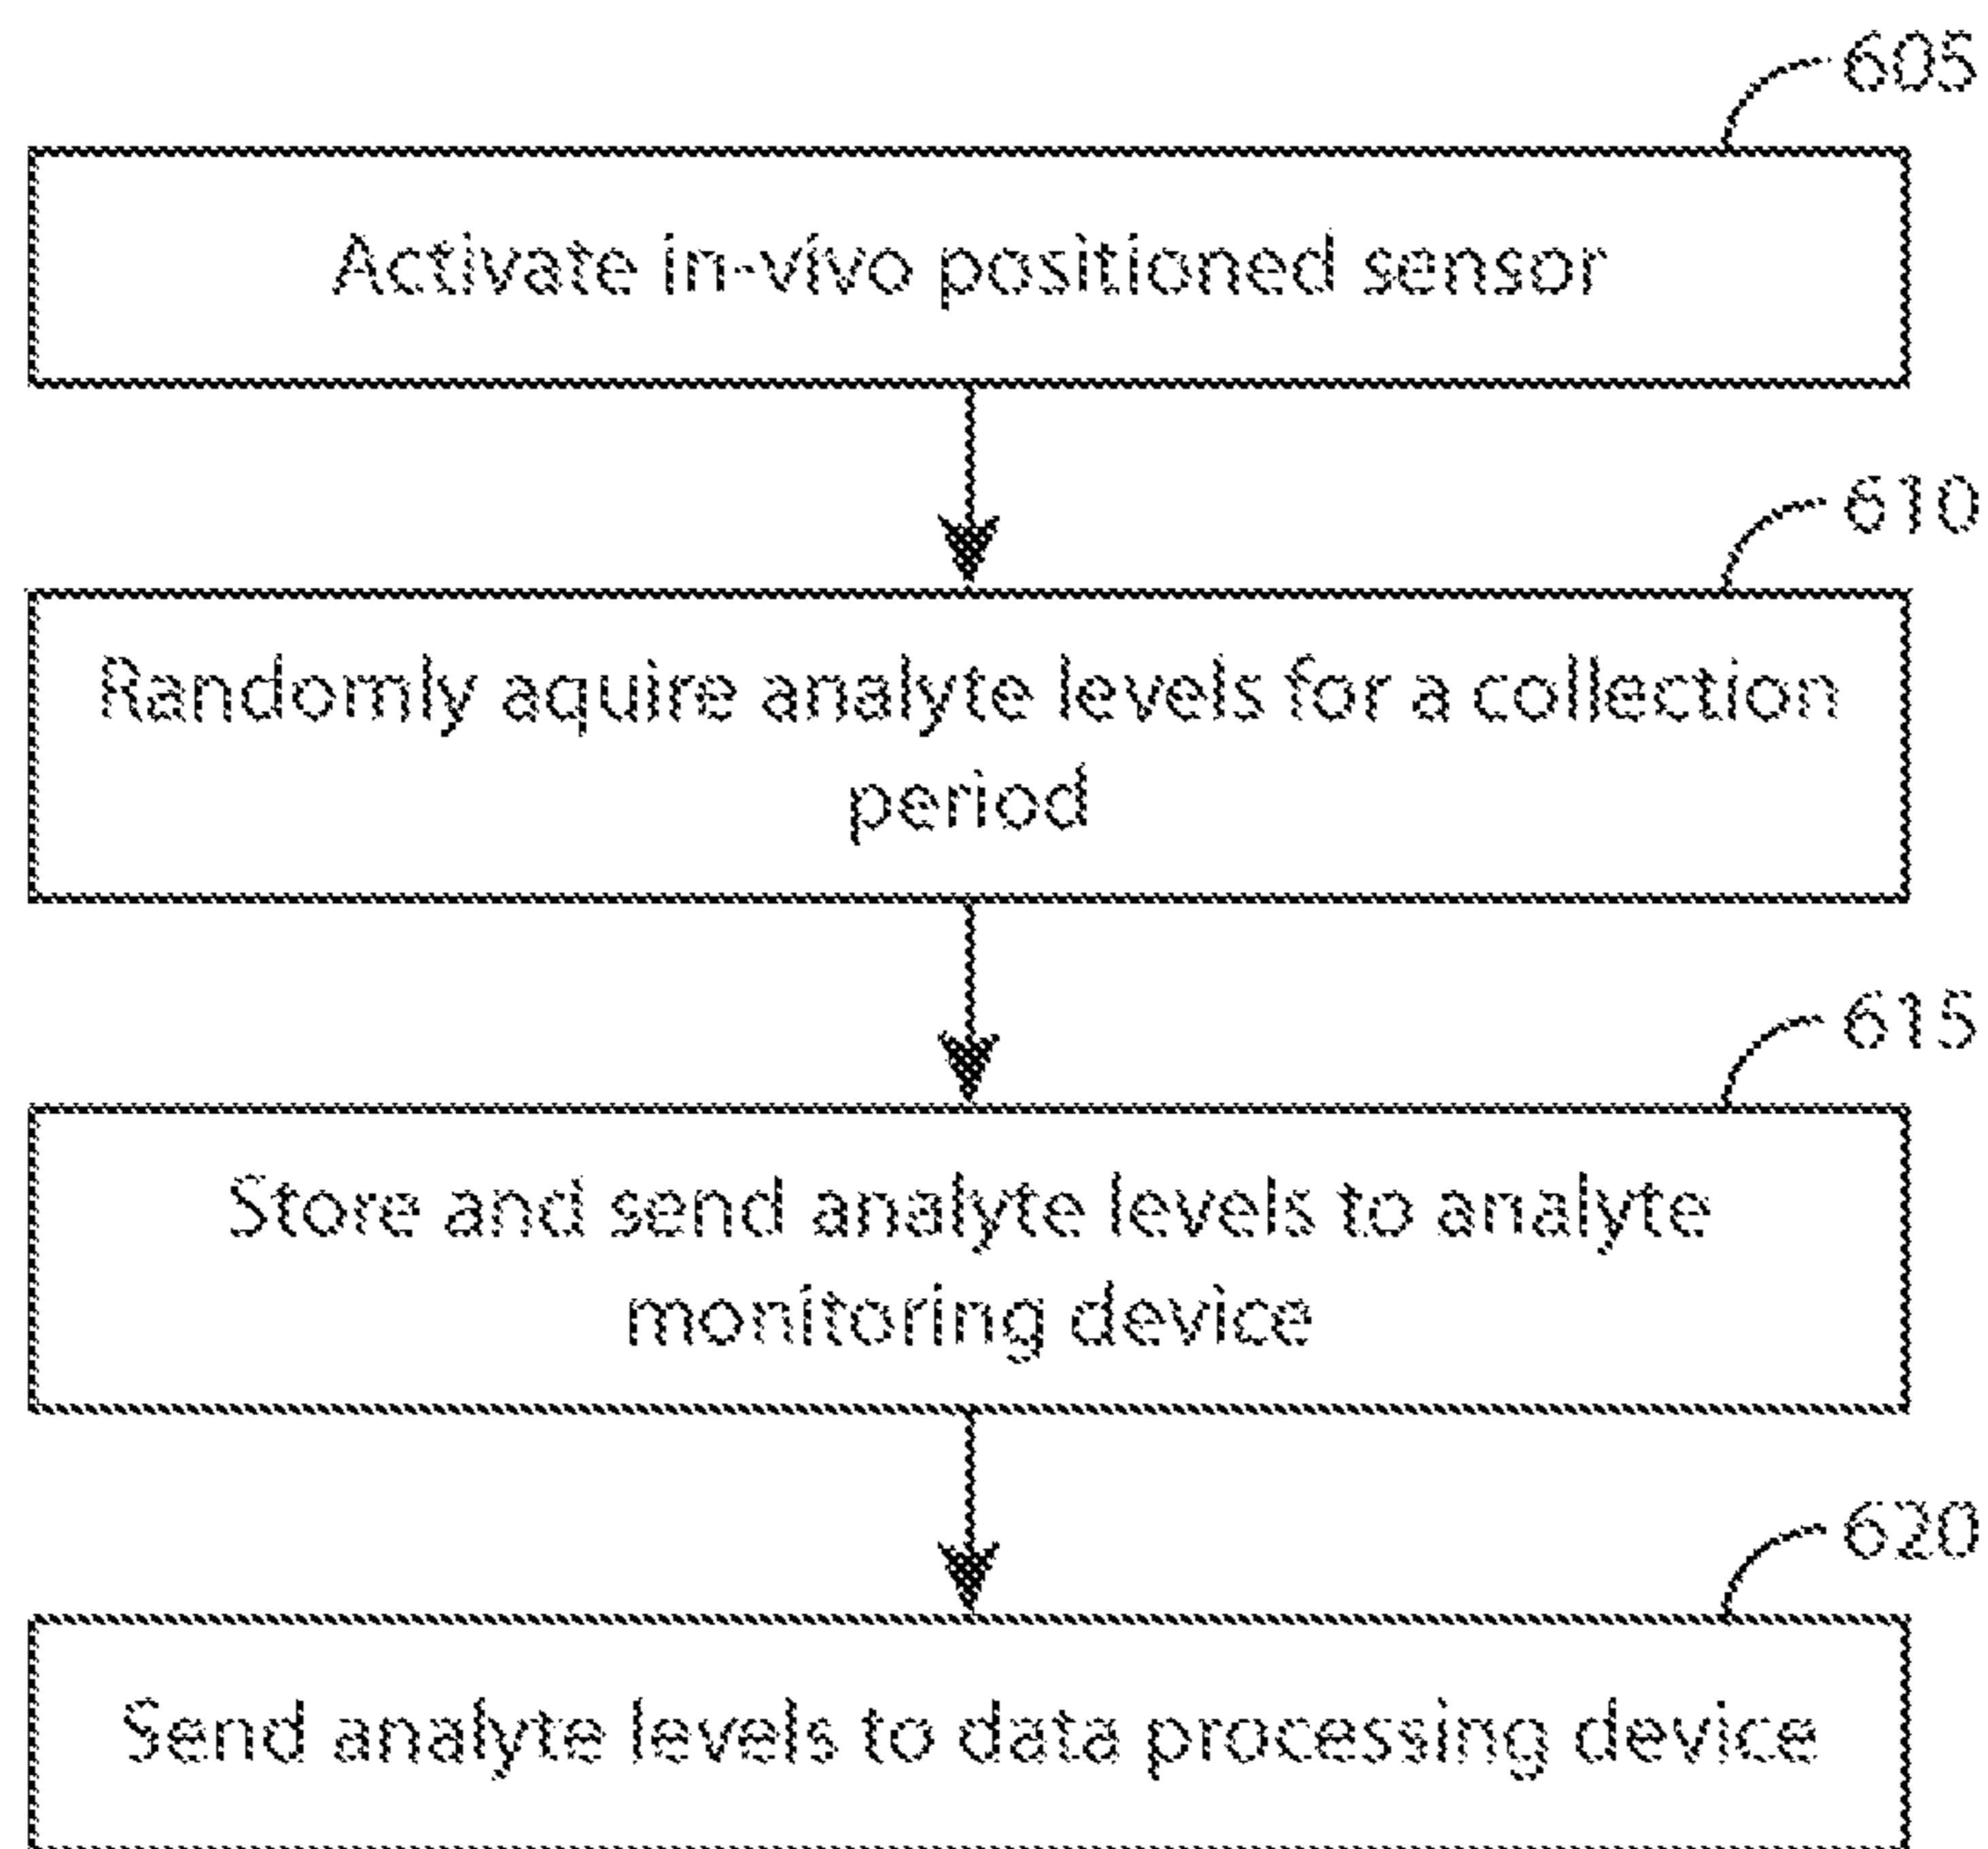 605
Activate in-vivo positioned sensor
610
Randomly aquire analyte levels for a collection
period
615
Store and send analyte levels to analyte
monitoring device
620
Send analyte levels to data processing device